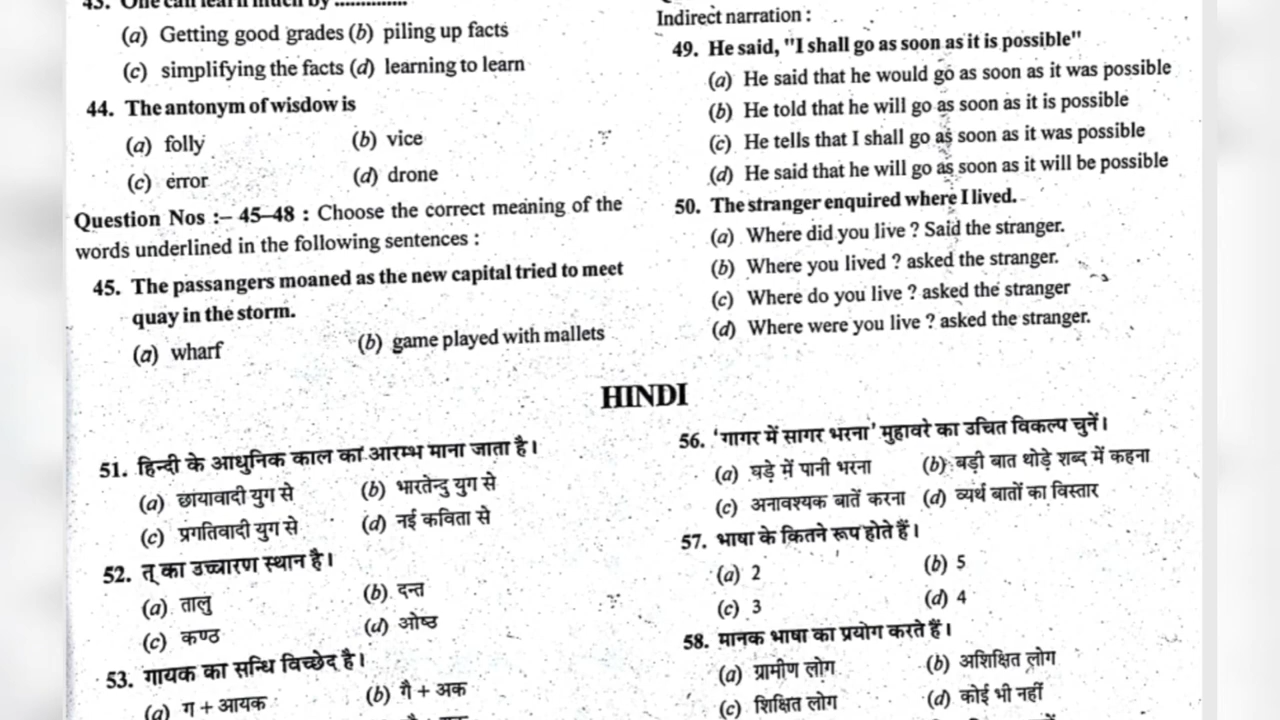 43. One can learn much by ..............
(a) Getting good grades (b) piling up facts
(c) simplifying the facts (d) learning to learn
44. The antonym of wisdow is
(a) folly (b) vice
(c) error (d) drone
Question Nos :– 45–48 : Choose the correct meaning of the
words underlined in the following sentences :
45. The passangers moaned as the new capital tried to meet
quay in the storm.
(a) wharf (b) game played with mallets
Indirect narration :
49. He said, "I shall go as soon as it is possible"
(a) He said that he would go as soon as it was possible
(b) He told that he will go as soon as it is possible
(c) He tells that I shall go as soon as it was possible
(d) He said that he will go as soon as it will be possible
50. The stranger enquired where I lived.
(a) Where did you live ? Said the stranger.
(b) Where you lived ? asked the stranger.
(c) Where do you live ? asked the stranger
(d) Where were you live ? asked the stranger.
HINDI
51. हिन्दी के आधुनिक काल का आरम्भ माना जाता है।
(a) छायावादी युग से (b) भारतेन्दु युग से
(c) प्रगतिवादी युग से (d) नई कविता से
52. त् का उच्चारण स्थान है।
(a) तालु (b) दन्त
(c) कण्ठ (d) ओष्ठ
53. गायक का सन्धि विच्छेद है।
(a) ग + आयक (b) गै + अक
56. 'गागर में सागर भरना' मुहावरे का उचित विकल्प चुनें।
(a) घड़े में पानी भरना (b) बड़ी बात थोड़े शब्द में कहना
(c) अनावश्यक बातें करना (d) व्यर्थ बातों का विस्तार
57. भाषा के कितने रूप होते हैं।
(a) 2 (b) 5
(c) 3 (d) 4
58. मानक भाषा का प्रयोग करते हैं।
(a) ग्रामीण लोग (b) अशिक्षित लोग
(c) शिक्षित लोग (d) कोई भी नहीं